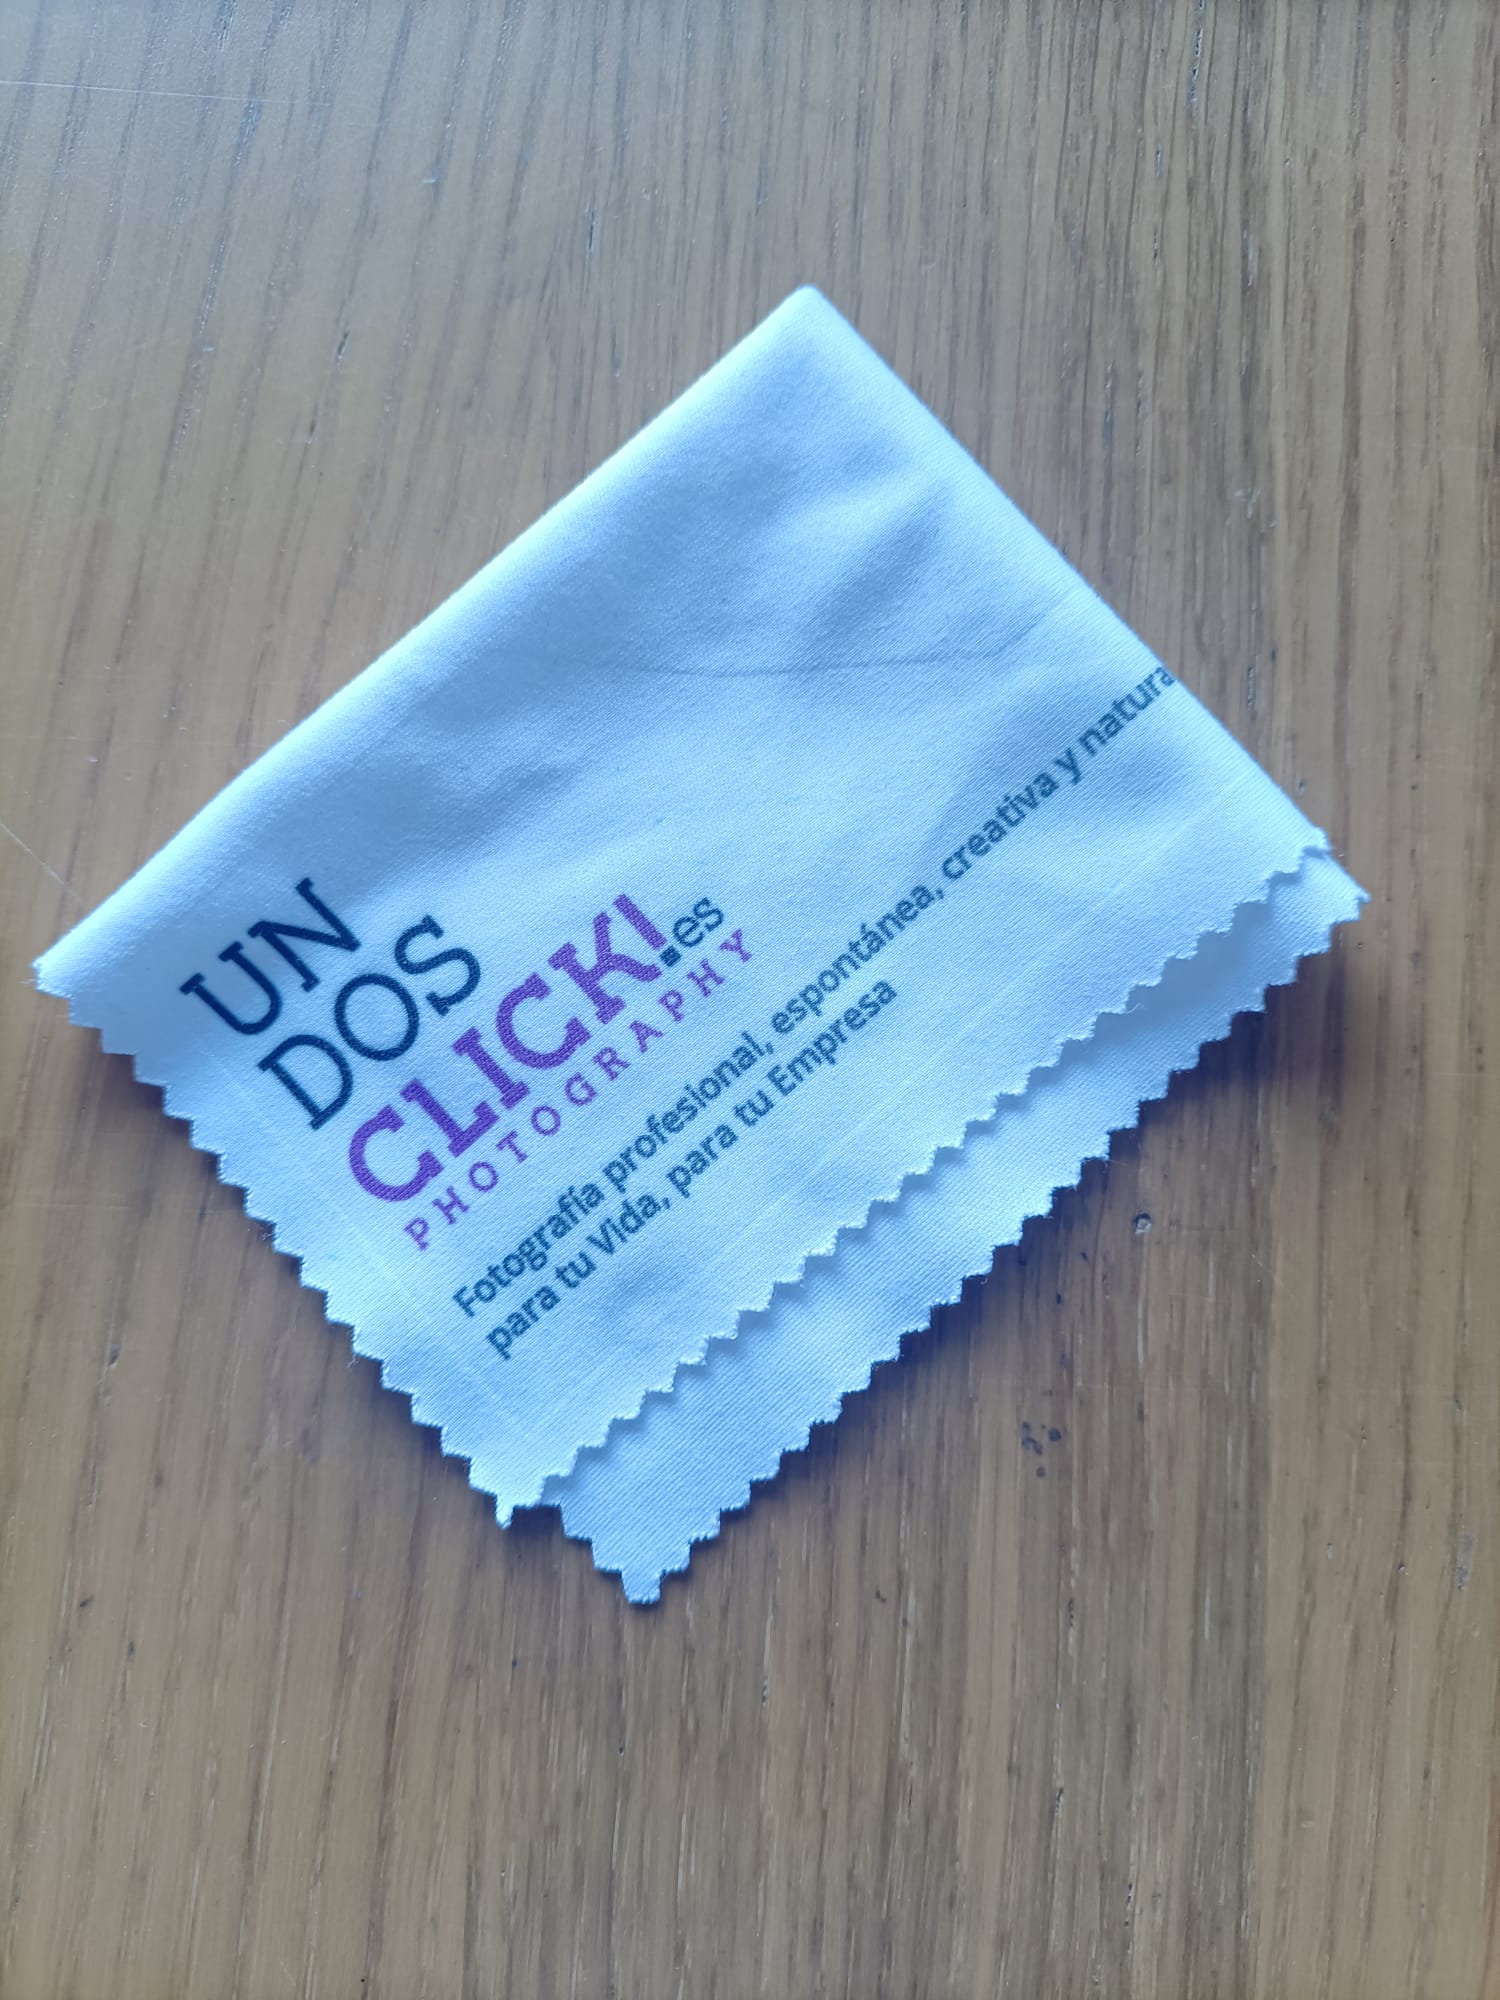 UN
DOS
CLICK!.es
PHOTOGRAPHY
Fotografía profesional, espontánea, creativa y natura
para tu Vida, para tu Empresa